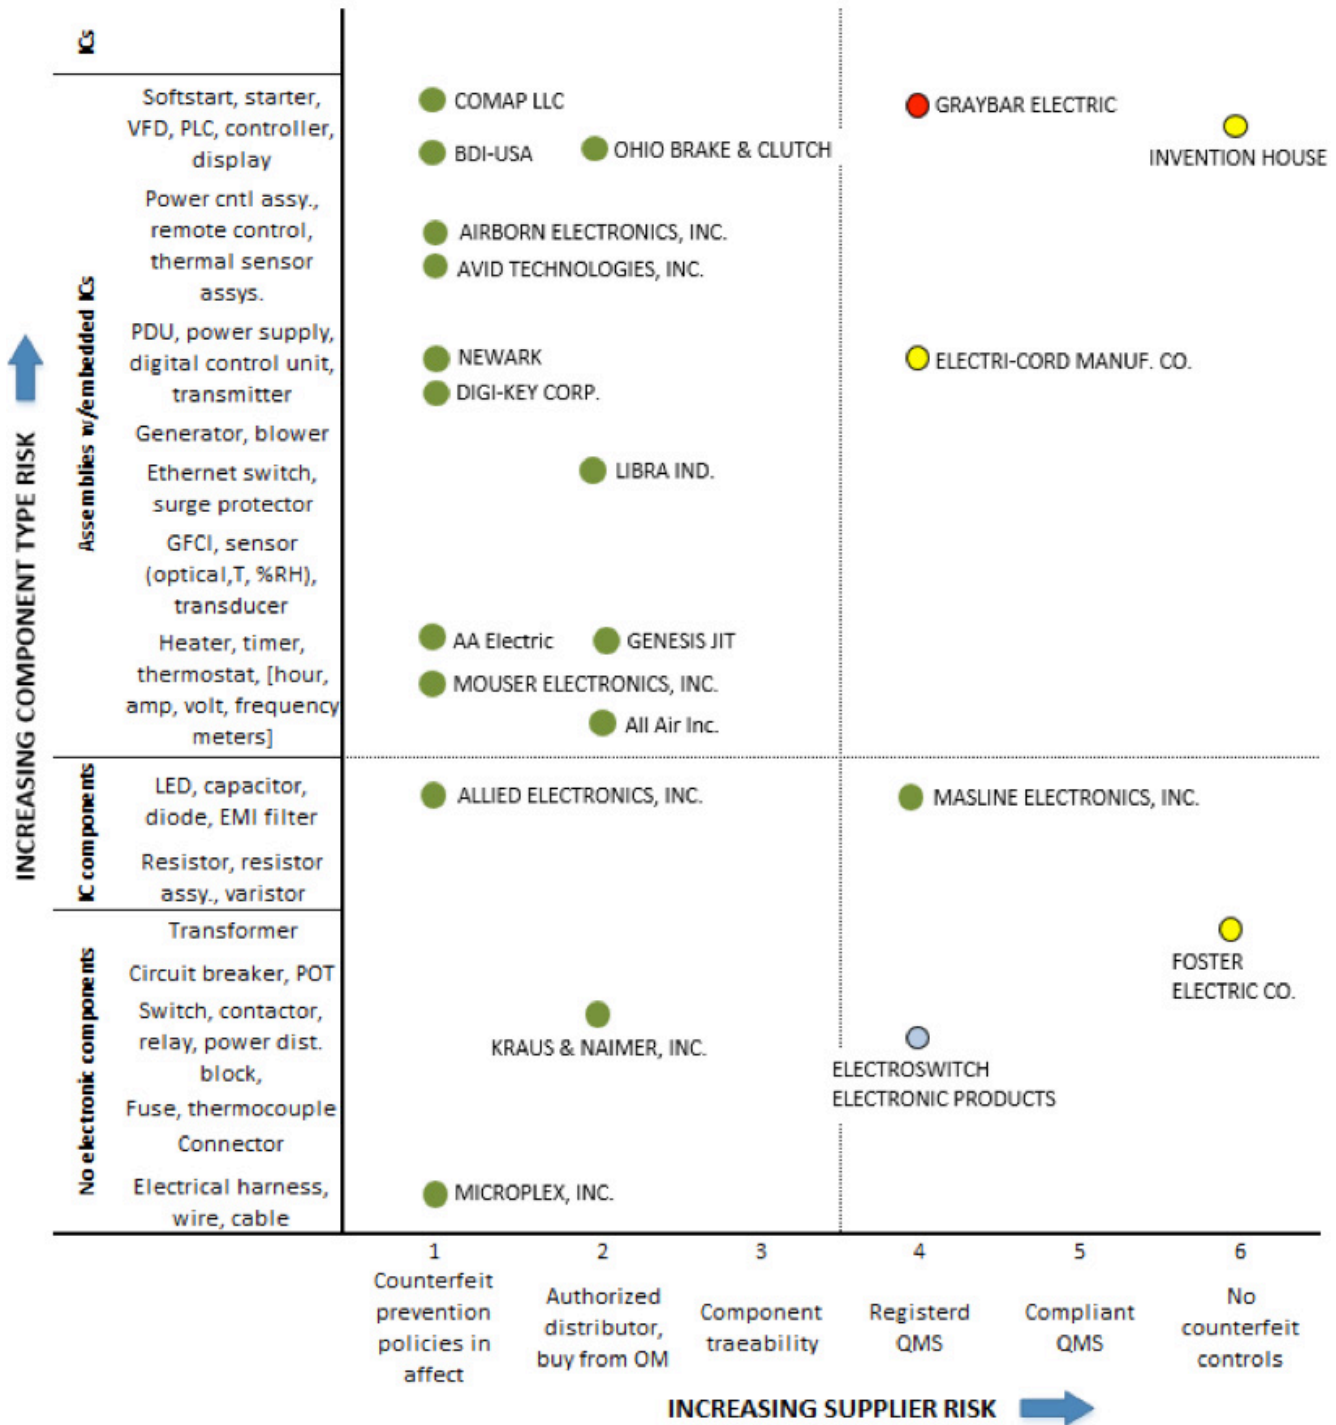 ICs
Softstart, starter,
VFD, PLC, controller,
display
COMAP LLC
GRAYBAR ELECTRIC
BDI-USA
OHIO BRAKE & CLUTCH
INVENTION HOUSE
Assemblies w/embedded ICs
Power cntl assy.,
remote control,
thermal sensor
assys.
AIRBORN ELECTRONICS, INC.
AVID TECHNOLOGIES, INC.
PDU, power supply,
digital control unit,
transmitter
NEWARK
ELECTRI-CORD MANUF. CO.
DIGI-KEY CORP.
Generator, blower
Ethernet switch,
surge protector
LIBRA IND.
GFCI, sensor
(optical,T, %RH),
transducer
Heater, timer,
thermostat, [hour,
amp, volt, frequency
meters]
AA Electric
GENESIS JIT
MOUSER ELECTRONICS, INC.
All Air Inc.
INCREASING COMPONENT TYPE RISK
IC components
LED, capacitor,
diode, EMI filter
ALLIED ELECTRONICS, INC.
MASLINE ELECTRONICS, INC.
Resistor, resistor
assy., varistor
No electronic components
Transformer
FOSTER
ELECTRIC CO.
Circuit breaker, POT
Switch, contactor,
relay, power dist.
block,
KRAUS & NAIMER, INC.
ELECTROSWITCH
ELECTRONIC PRODUCTS
Fuse, thermocouple
Connector
Electrical harness,
wire, cable
MICROPLEX, INC.
1 2 3 4 5 6
Counterfeit
prevention
policies in
affect
Authorized
distributor,
buy from OM
Component
traeability
Registerd
QMS
Compliant
QMS
No
counterfeit
controls
INCREASING SUPPLIER RISK